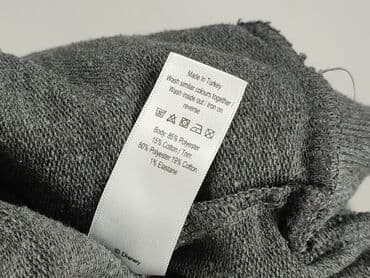 Made in Turkey
Wash similar colours together /
Wash inside out / iron on
reverse
Body: 85% Polyester
15% Cotton / Trim:
80% Polyester 19% Cotton
1% Elastane
© Disney